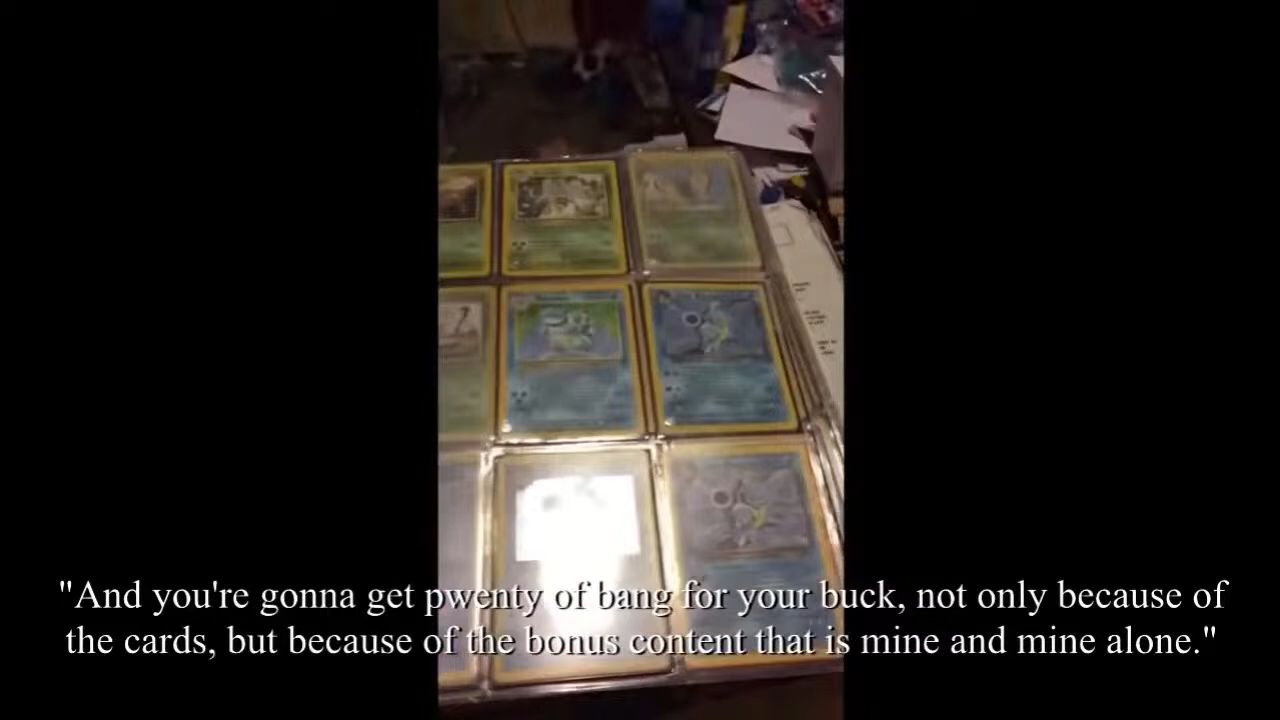 "And you're gonna get pwenty of bang for your buck, not only because of
the cards, but because of the bonus content that is mine and mine alone."